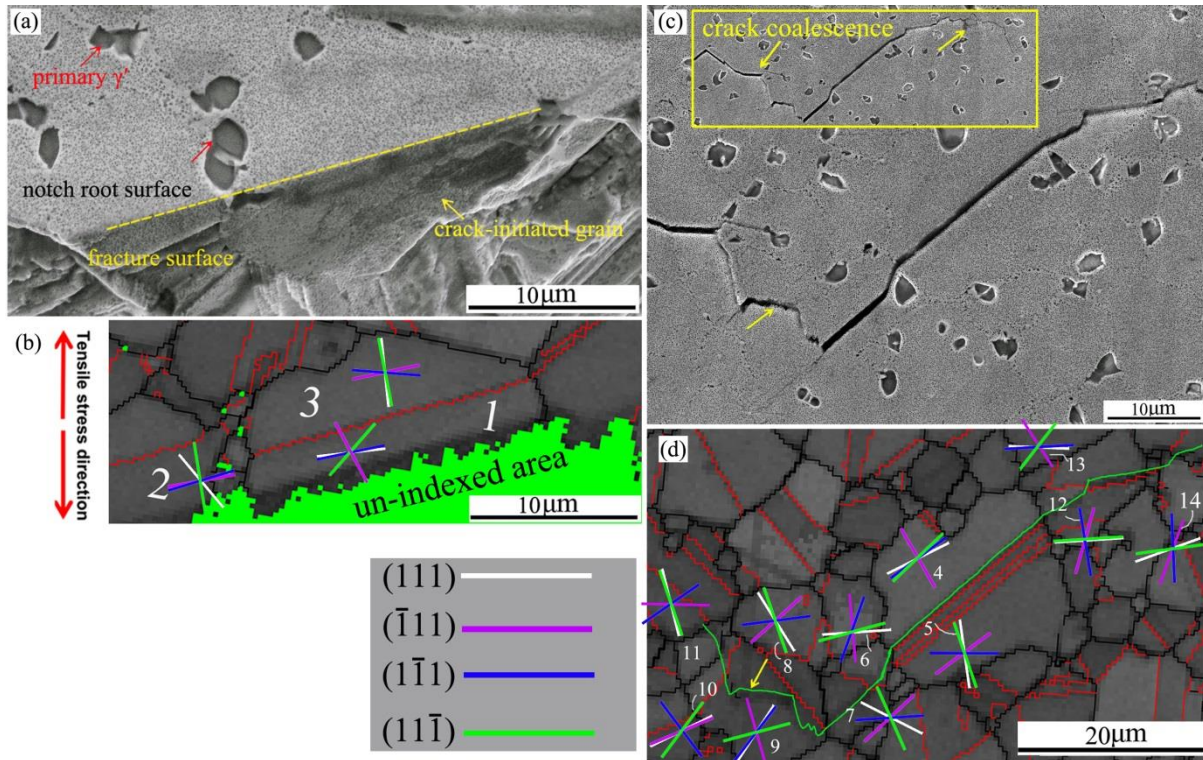 (a)
primary γ'
notch root surface
fracture surface
crack-initiated grain
10μm
(b)
Tensile stress direction
3
1
2
un-indexed area
10μm
(111)
(1̄11)
(11̄1)
(111̄)
(c)
crack coalescence
10μm
(d)
13
12
14
4
5
11
8
6
10
7
9
20μm